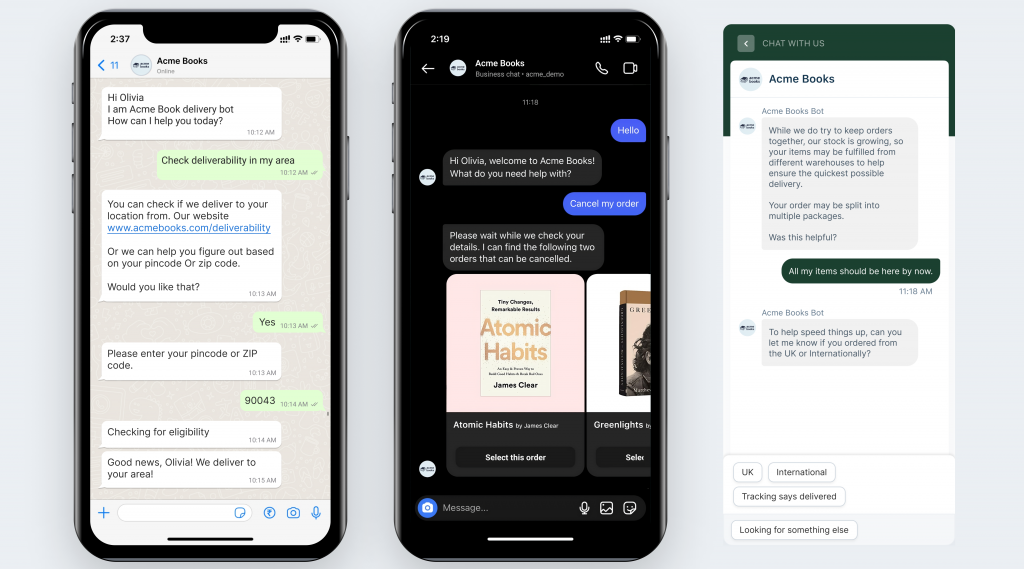 2:37
11
Acme Books
Online
Hi Olivia
I am Acme Book delivery bot
How can I help you today?
10:12 AM
Check deliverability in my area
10:12 AM
You can check if we deliver to your
location from. Our website
www.acmebooks.com/deliverability
Or we can help you figure out based
on your pincode Or zip code.
Would you like that?
10:13 AM
Yes
10:13 AM
Please enter your pincode or ZIP
code.
10:13 AM
90043
10:14 AM
Checking for eligibility
10:14 AM
Good news, Olivia! We deliver to
your area!
10:15 AM
2:19
Acme Books
Business chat • acme_demo
11:18
Hello
Hi Olivia, welcome to Acme Books!
What do you need help with?
Cancel my order
Please wait while we check your
details. I can find the following two
orders that can be cancelled.
Tiny Changes,
Remarkable Results
Atomic
Habits
An Easy & Proven Way to
Build Good Habits & Break Bad Ones
James Clear
GREE
Atomic Habits by James Clear
Select this order
Greenlights by
Selec
Message...
CHAT WITH US
Acme Books
Acme Books Bot
While we do try to keep orders
together, our stock is growing, so
your items may be fulfilled from
different warehouses to help
ensure the quickest possible
delivery.
Your order may be split into
multiple packages.
Was this helpful?
All my items should be here by now.
11:18 AM
Acme Books Bot
To help speed things up, can you
let me know if you ordered from
the UK or Internationally?
UK
International
Tracking says delivered
Looking for something else